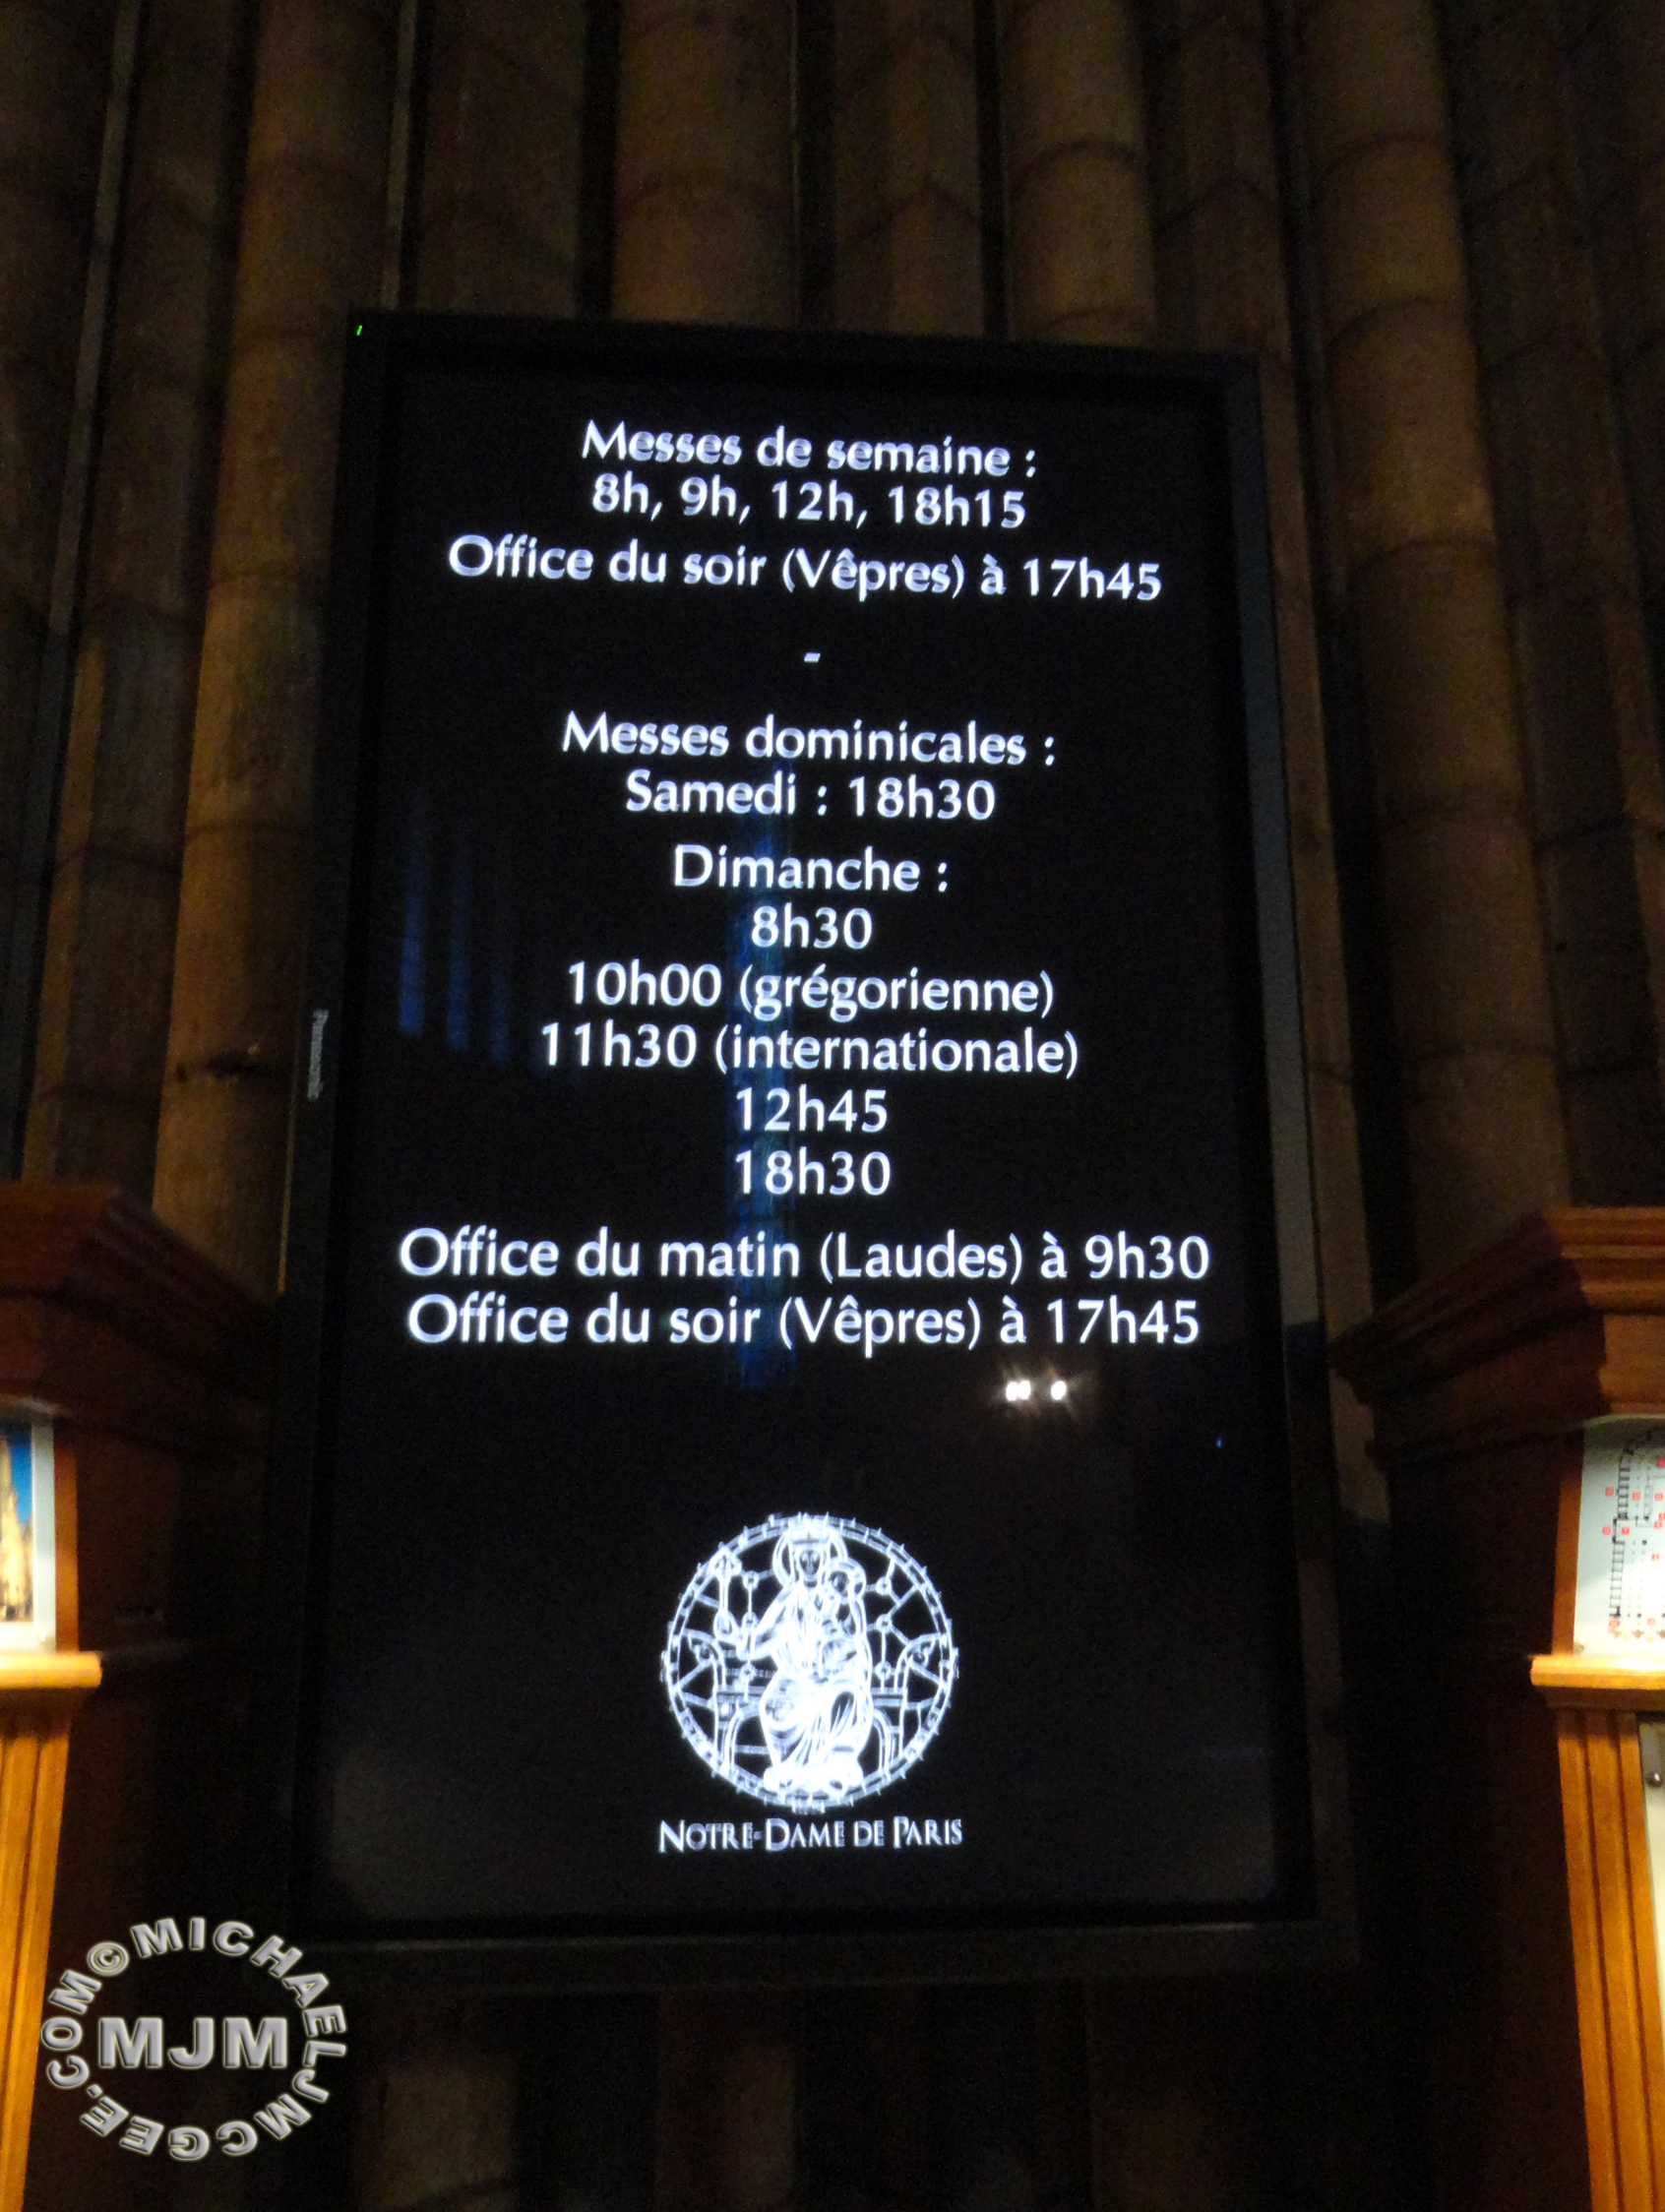 Messes de semaine :
8h, 9h, 12h, 18h15
Office du soir (Vêpres) à 17h45
-
Messes dominicales :
Samedi : 18h30
Dimanche :
8h30
10h00 (grégorienne)
11h30 (internationale)
12h45
18h30
Office du matin (Laudes) à 9h30
Office du soir (Vêpres) à 17h45
NOTRE-DAME DE PARIS
Panasonic
©MICHAELJMCGEE.COM
MJM